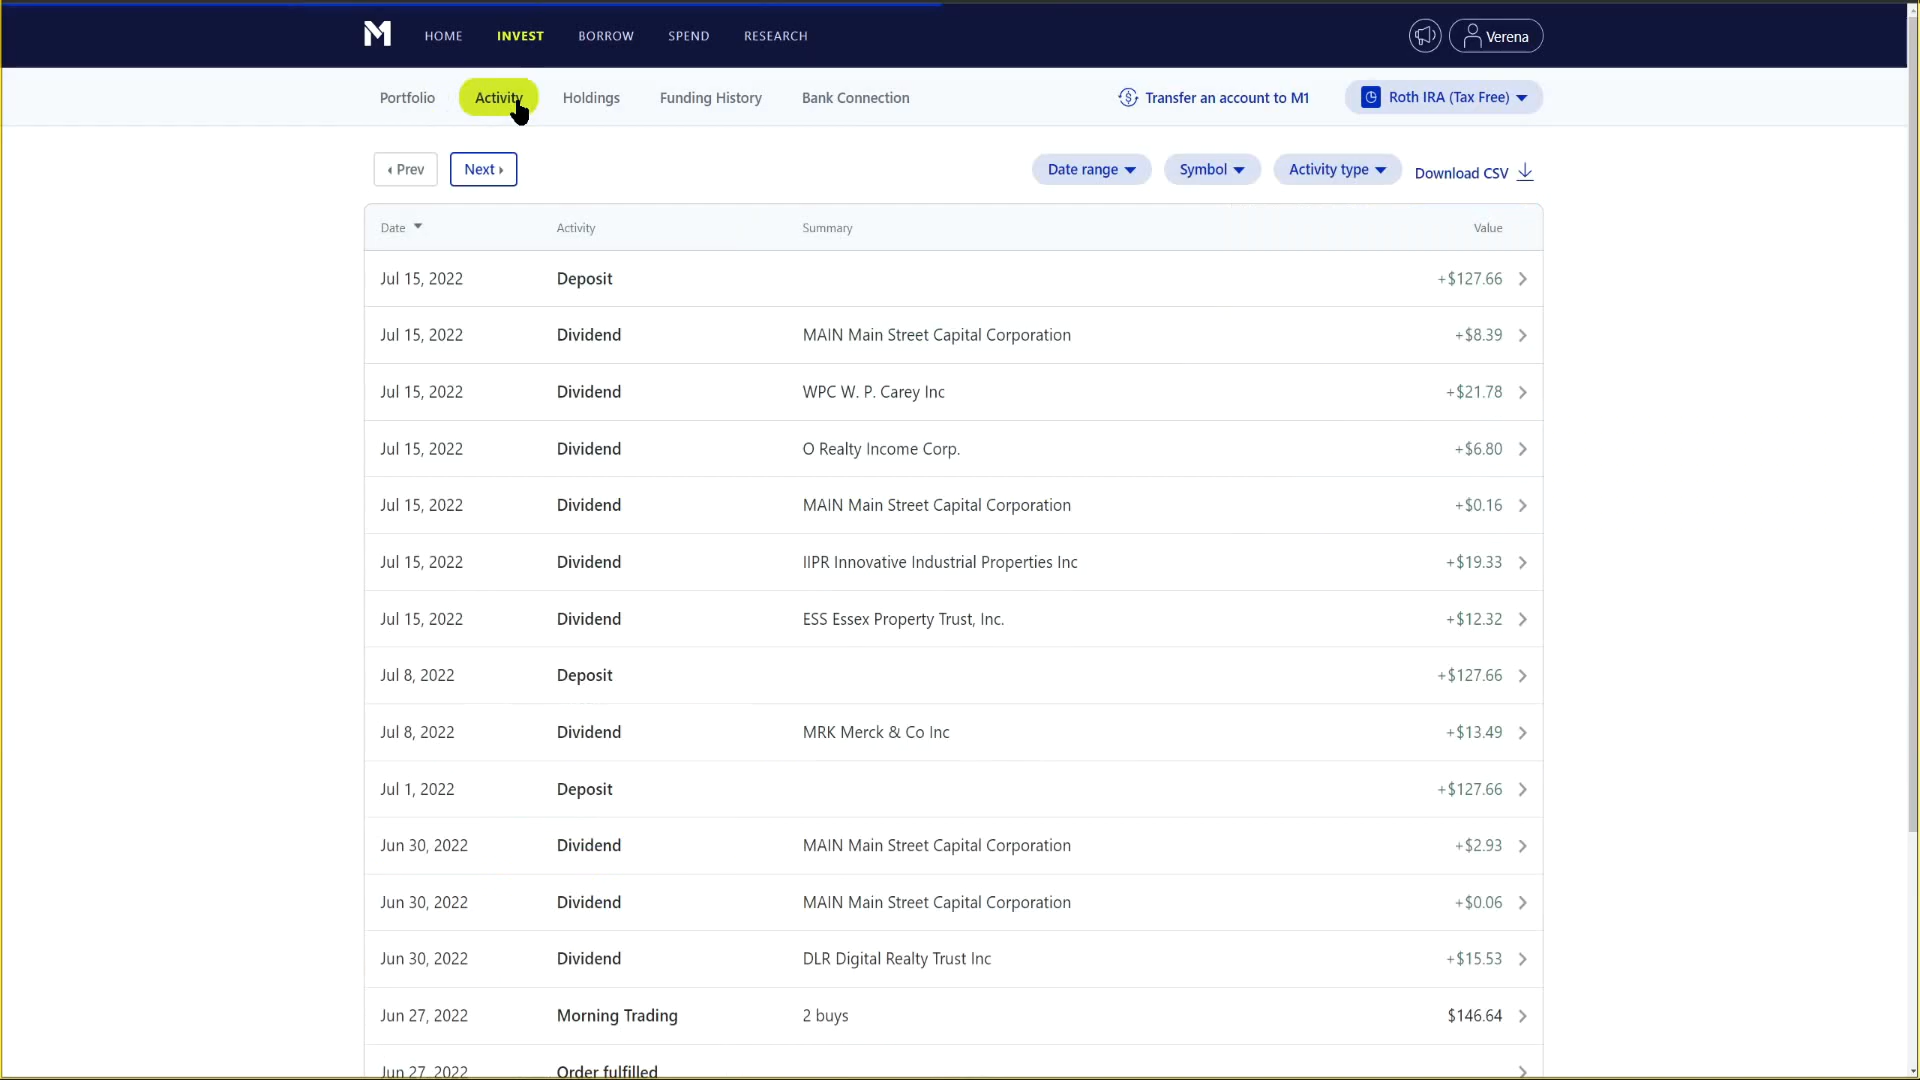 M HOME INVEST BORROW SPEND RESEARCH Verena
Portfolio Activity Holdings Funding History Bank Connection Transfer an account to M1 Roth IRA (Tax Free)
Prev Next Date range Symbol Activity type Download CSV
Date Activity Summary Value
Jul 15, 2022 Deposit +$127.66
Jul 15, 2022 Dividend MAIN Main Street Capital Corporation +$8.39
Jul 15, 2022 Dividend WPC W. P. Carey Inc +$21.78
Jul 15, 2022 Dividend O Realty Income Corp. +$6.80
Jul 15, 2022 Dividend MAIN Main Street Capital Corporation +$0.16
Jul 15, 2022 Dividend IIPR Innovative Industrial Properties Inc +$19.33
Jul 15, 2022 Dividend ESS Essex Property Trust, Inc. +$12.32
Jul 8, 2022 Deposit +$127.66
Jul 8, 2022 Dividend MRK Merck & Co Inc +$13.49
Jul 1, 2022 Deposit +$127.66
Jun 30, 2022 Dividend MAIN Main Street Capital Corporation +$2.93
Jun 30, 2022 Dividend MAIN Main Street Capital Corporation +$0.06
Jun 30, 2022 Dividend DLR Digital Realty Trust Inc +$15.53
Jun 27, 2022 Morning Trading 2 buys $146.64
Jun 27, 2022 Order fulfilled